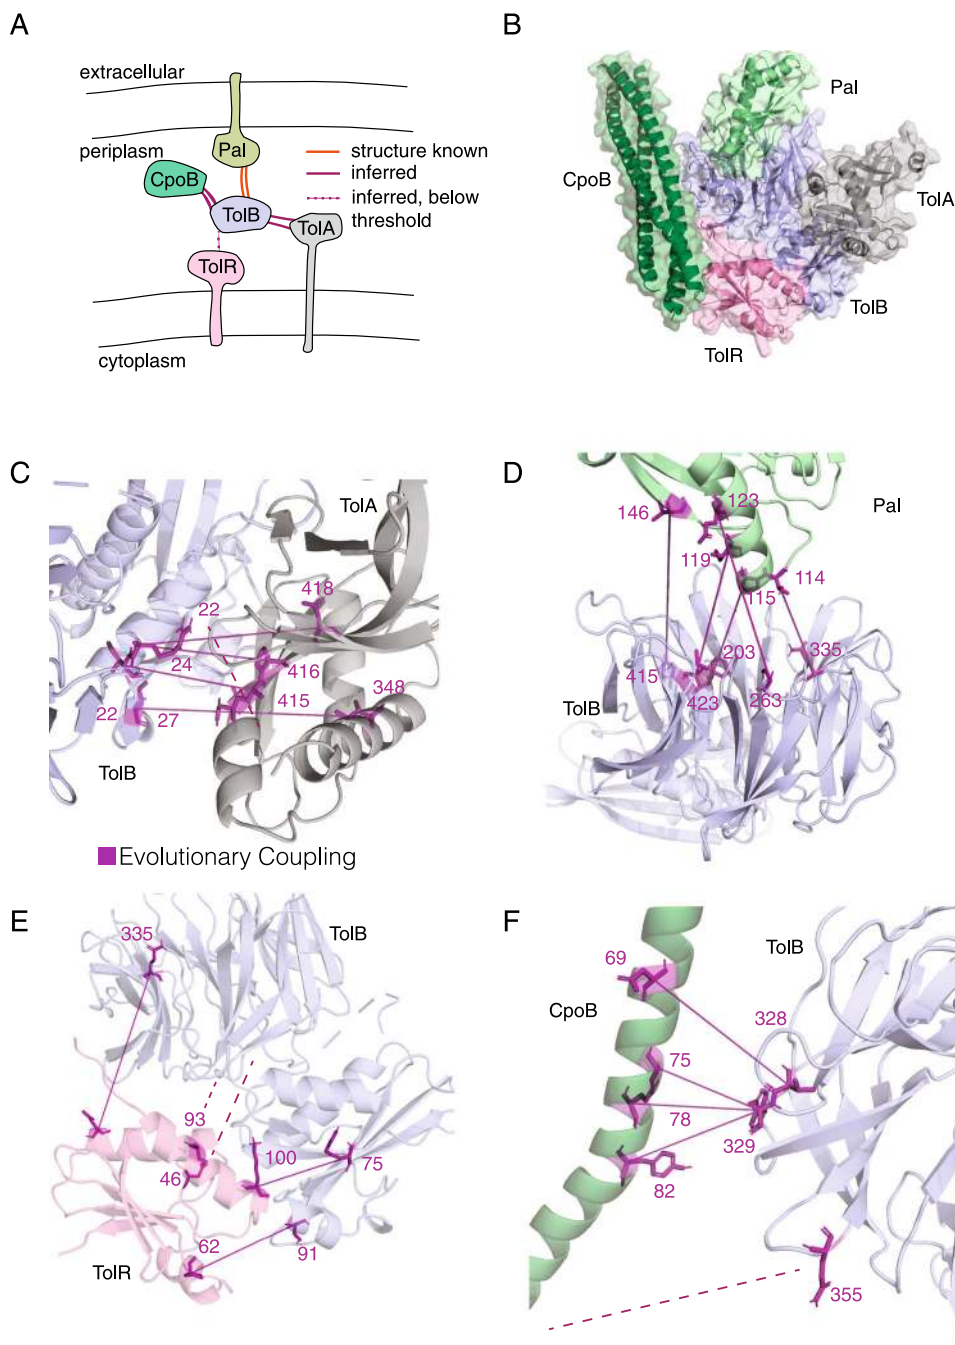 A
extracellular
periplasm
Pal
CpoB
TolB
TolA
TolR
cytoplasm
structure known
inferred
inferred, below
threshold
B
Pal
CpoB
TolA
TolB
TolR
C
TolA
418
22
24
416
415
348
22
27
TolB
Evolutionary Coupling
D
Pal
146
123
119
114
115
203
335
415
TolB
423
263
E
335
TolB
93
100
46
75
62
91
TolR
F
TolB
69
CpoB
328
75
78
329
82
355